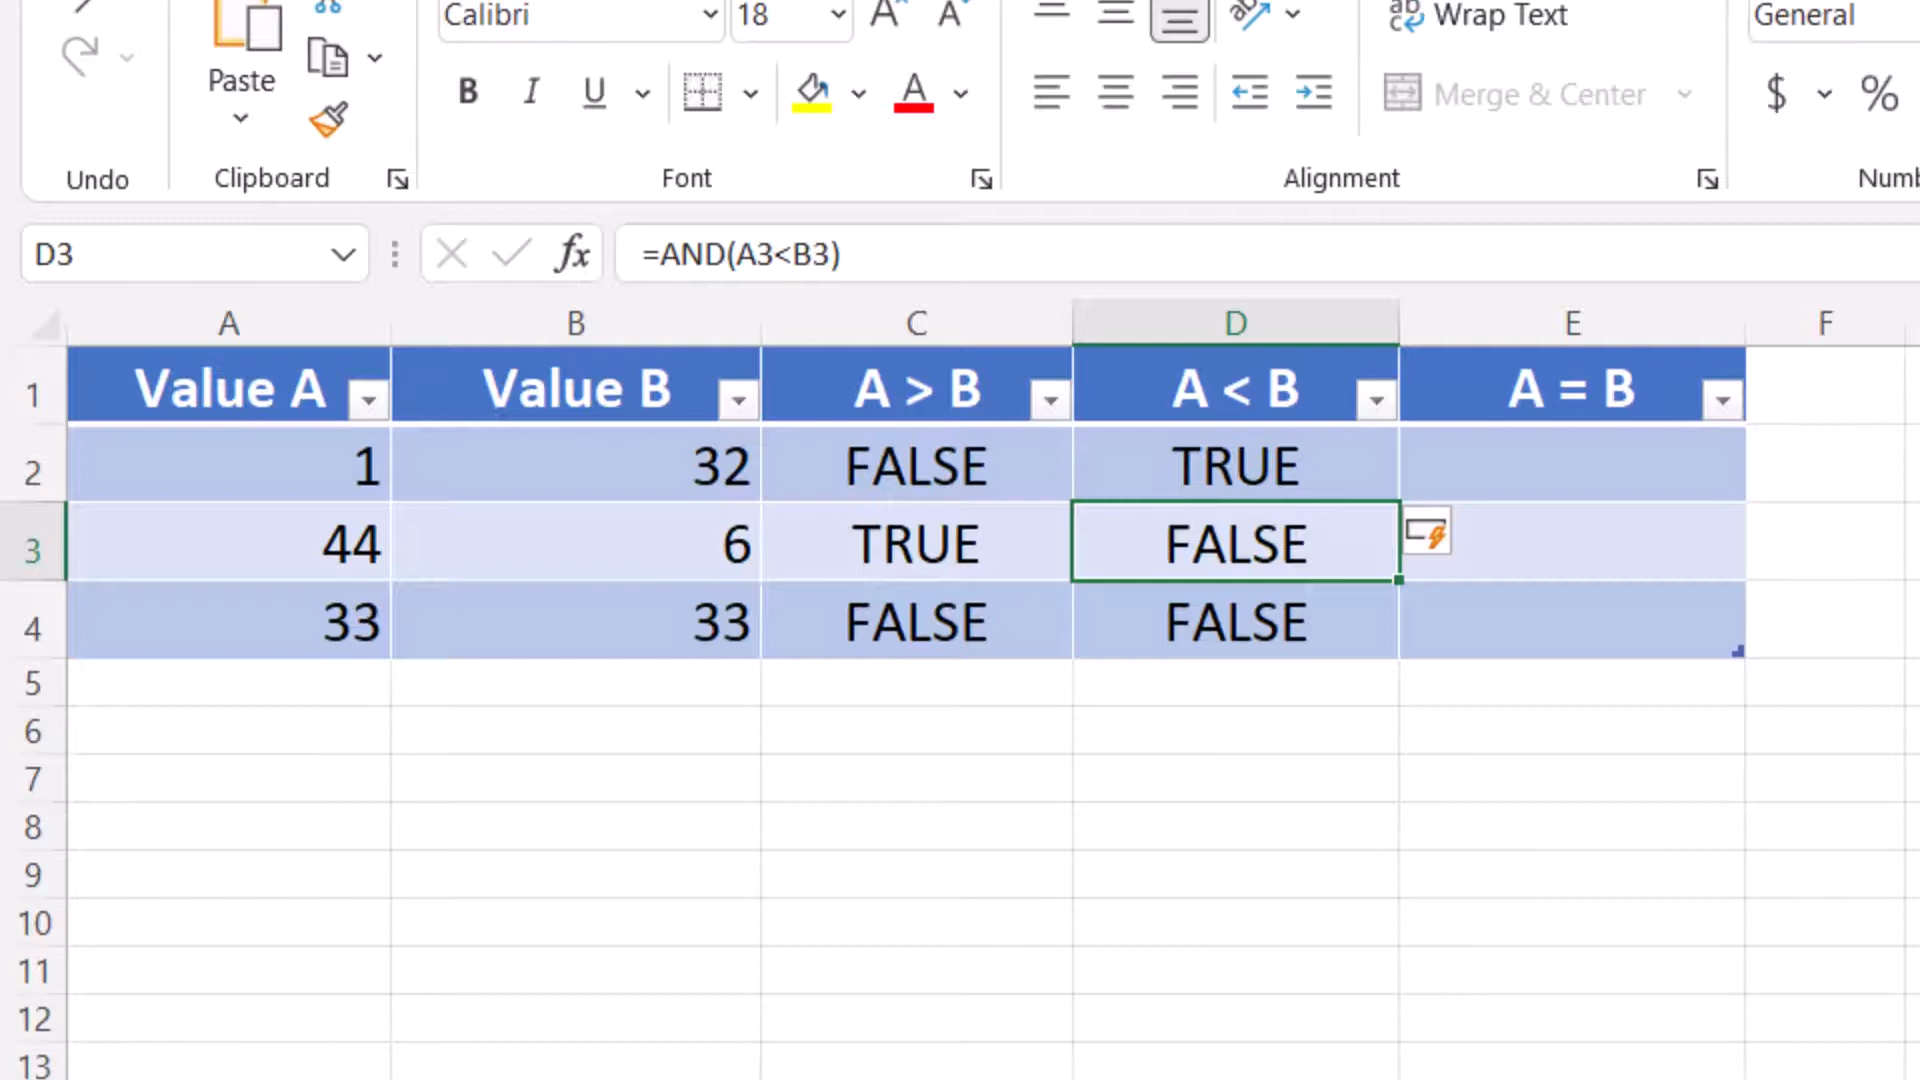 Calibri 18 A A ab Wrap Text General
Paste B I U A Merge & Center $ %
Undo Clipboard Font Alignment
D3 fx =AND(A3<B3)
A B C D E F
1 Value A Value B A > B A < B A = B
2 1 32 FALSE TRUE
3 44 6 TRUE FALSE
4 33 33 FALSE FALSE
5
6
7
8
9
10
11
12
13